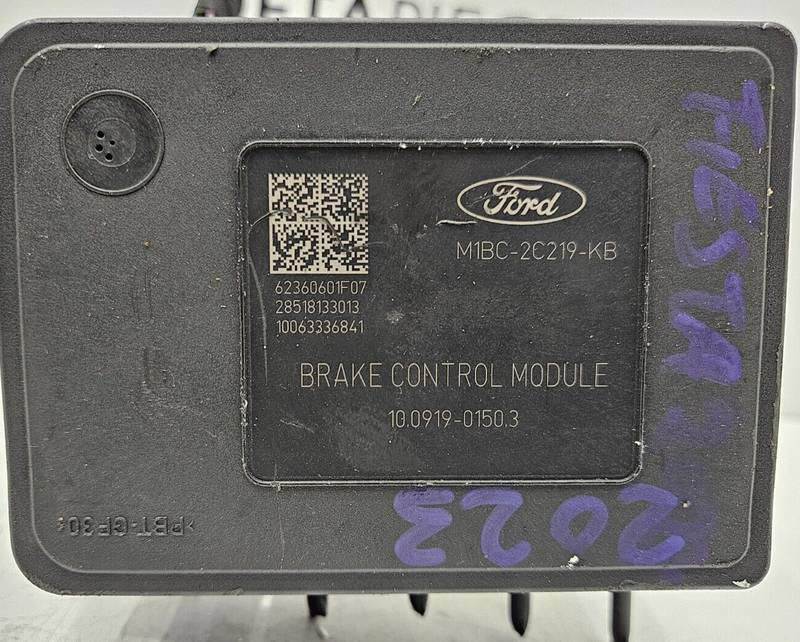 Ford
M1BC-2C219-KB
62360601F07
28518133013
10063336841
BRAKE CONTROL MODULE
10.0919-0150.3
FIESTA
2023
>PBT-GF30<